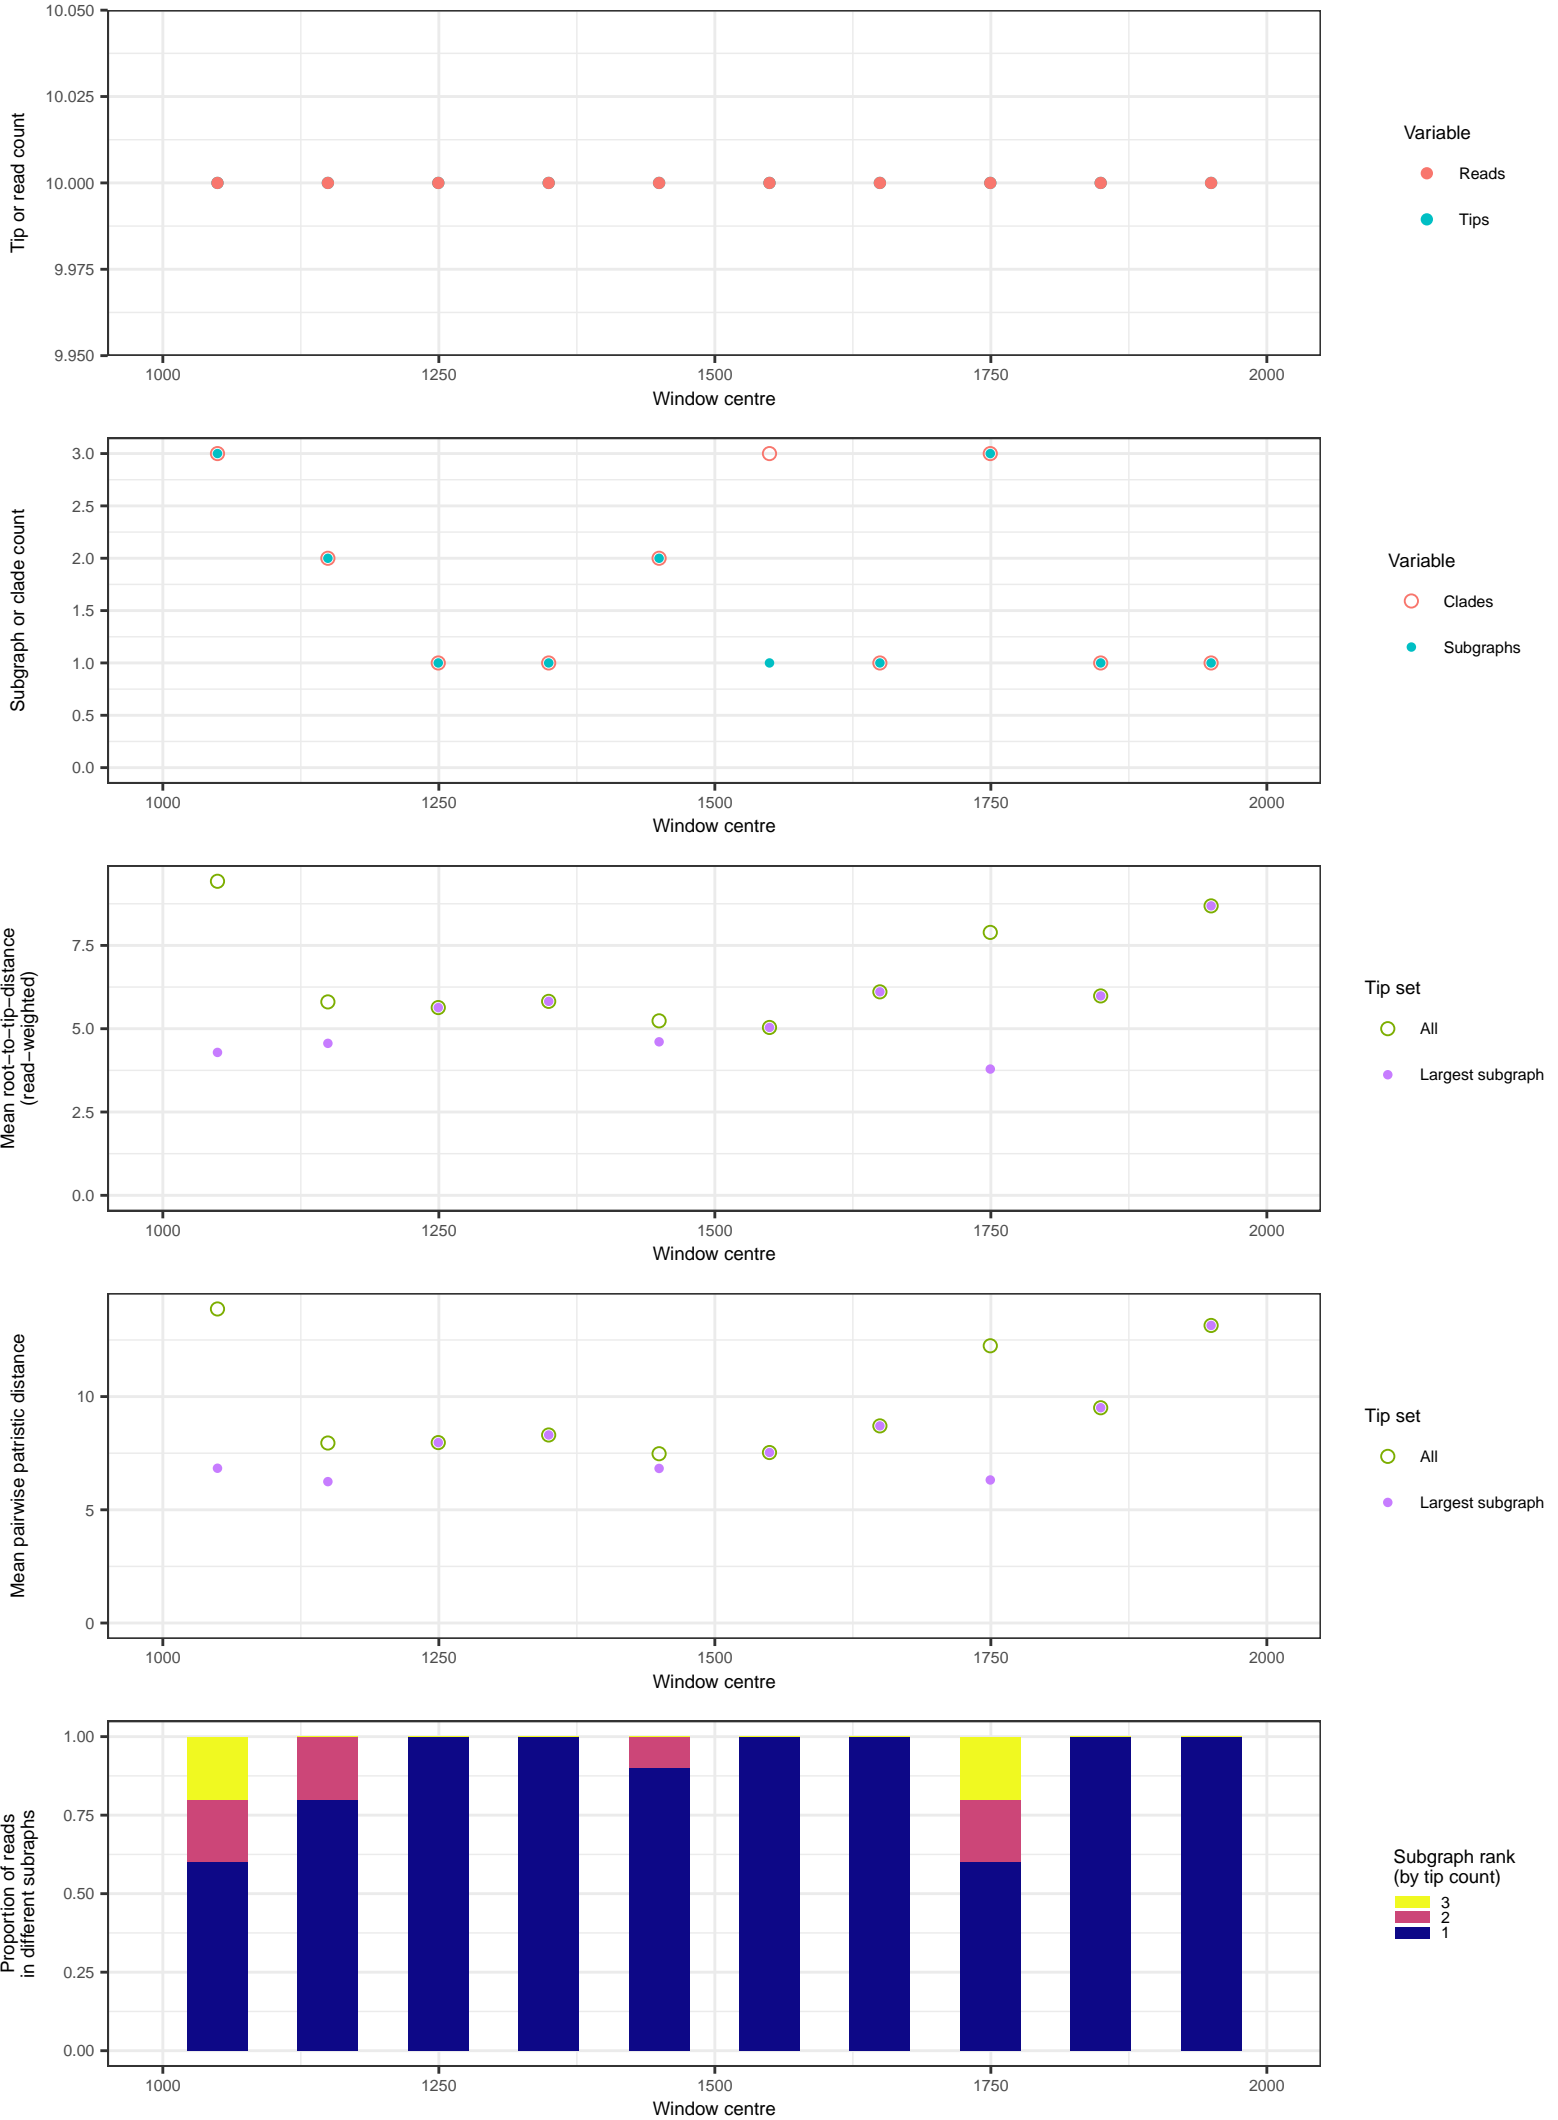 10.050
10.025
10.000
9.975
9.950
Tip or read count
1000 1250 1500 1750 2000
Window centre
Variable
Reads
Tips
3.0
2.5
2.0
1.5
1.0
0.5
0.0
Subgraph or clade count
1000 1250 1500 1750 2000
Window centre
Variable
Clades
Subgraphs
7.5
5.0
2.5
0.0
Mean root−to−tip−distance
(read−weighted)
1000 1250 1500 1750 2000
Window centre
Tip set
All
Largest subgraph
10
5
0
Mean pairwise patristic distance
1000 1250 1500 1750 2000
Window centre
Tip set
All
Largest subgraph
1.00
0.75
0.50
0.25
0.00
Proportion of reads
in different subraphs
1000 1250 1500 1750 2000
Window centre
Subgraph rank
(by tip count)
3
2
1